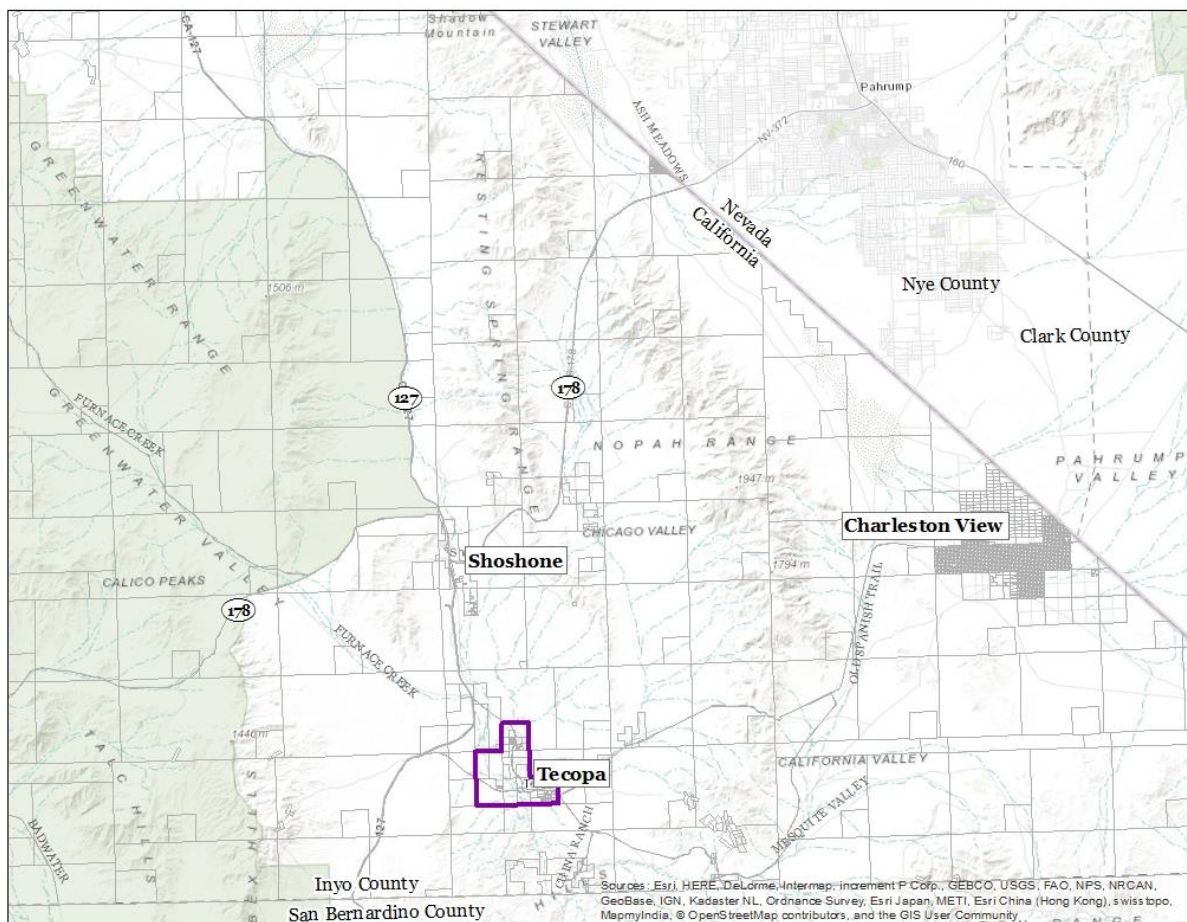 Shadow
Mountain
STEWART
VALLEY
CA-127
Pahrump
ASH MEADOWS
NV-372
160
GREENWATER RANGE
RESTING SPRING RANGE
Nevada
California
1506 m
Nye County
Clark County
127
178
FURNACE CREEK
GREENWATER VALLEY
NOPAH RANGE
PAHRUMP
VALLEY
1947 m
Charleston View
CHICAGO VALLEY
Shoshone
CALICO PEAKS
1794 m
178
OLD SPANISH TRAIL
FURNACE CREEK
1446 m
CALIFORNIA VALLEY
Tecopa
TALC HILLS
MESQUITE VALLEY
127
CHINA RANCH
BADWATER
Inyo County
San Bernardino County
Sources: Esri, HERE, DeLorme, Intermap, increment P Corp., GEBCO, USGS, FAO, NPS, NRCAN,
GeoBase, IGN, Kadaster NL, Ordnance Survey, Esri Japan, METI, Esri China (Hong Kong), swisstopo,
MapmyIndia, © OpenStreetMap contributors, and the GIS User Community